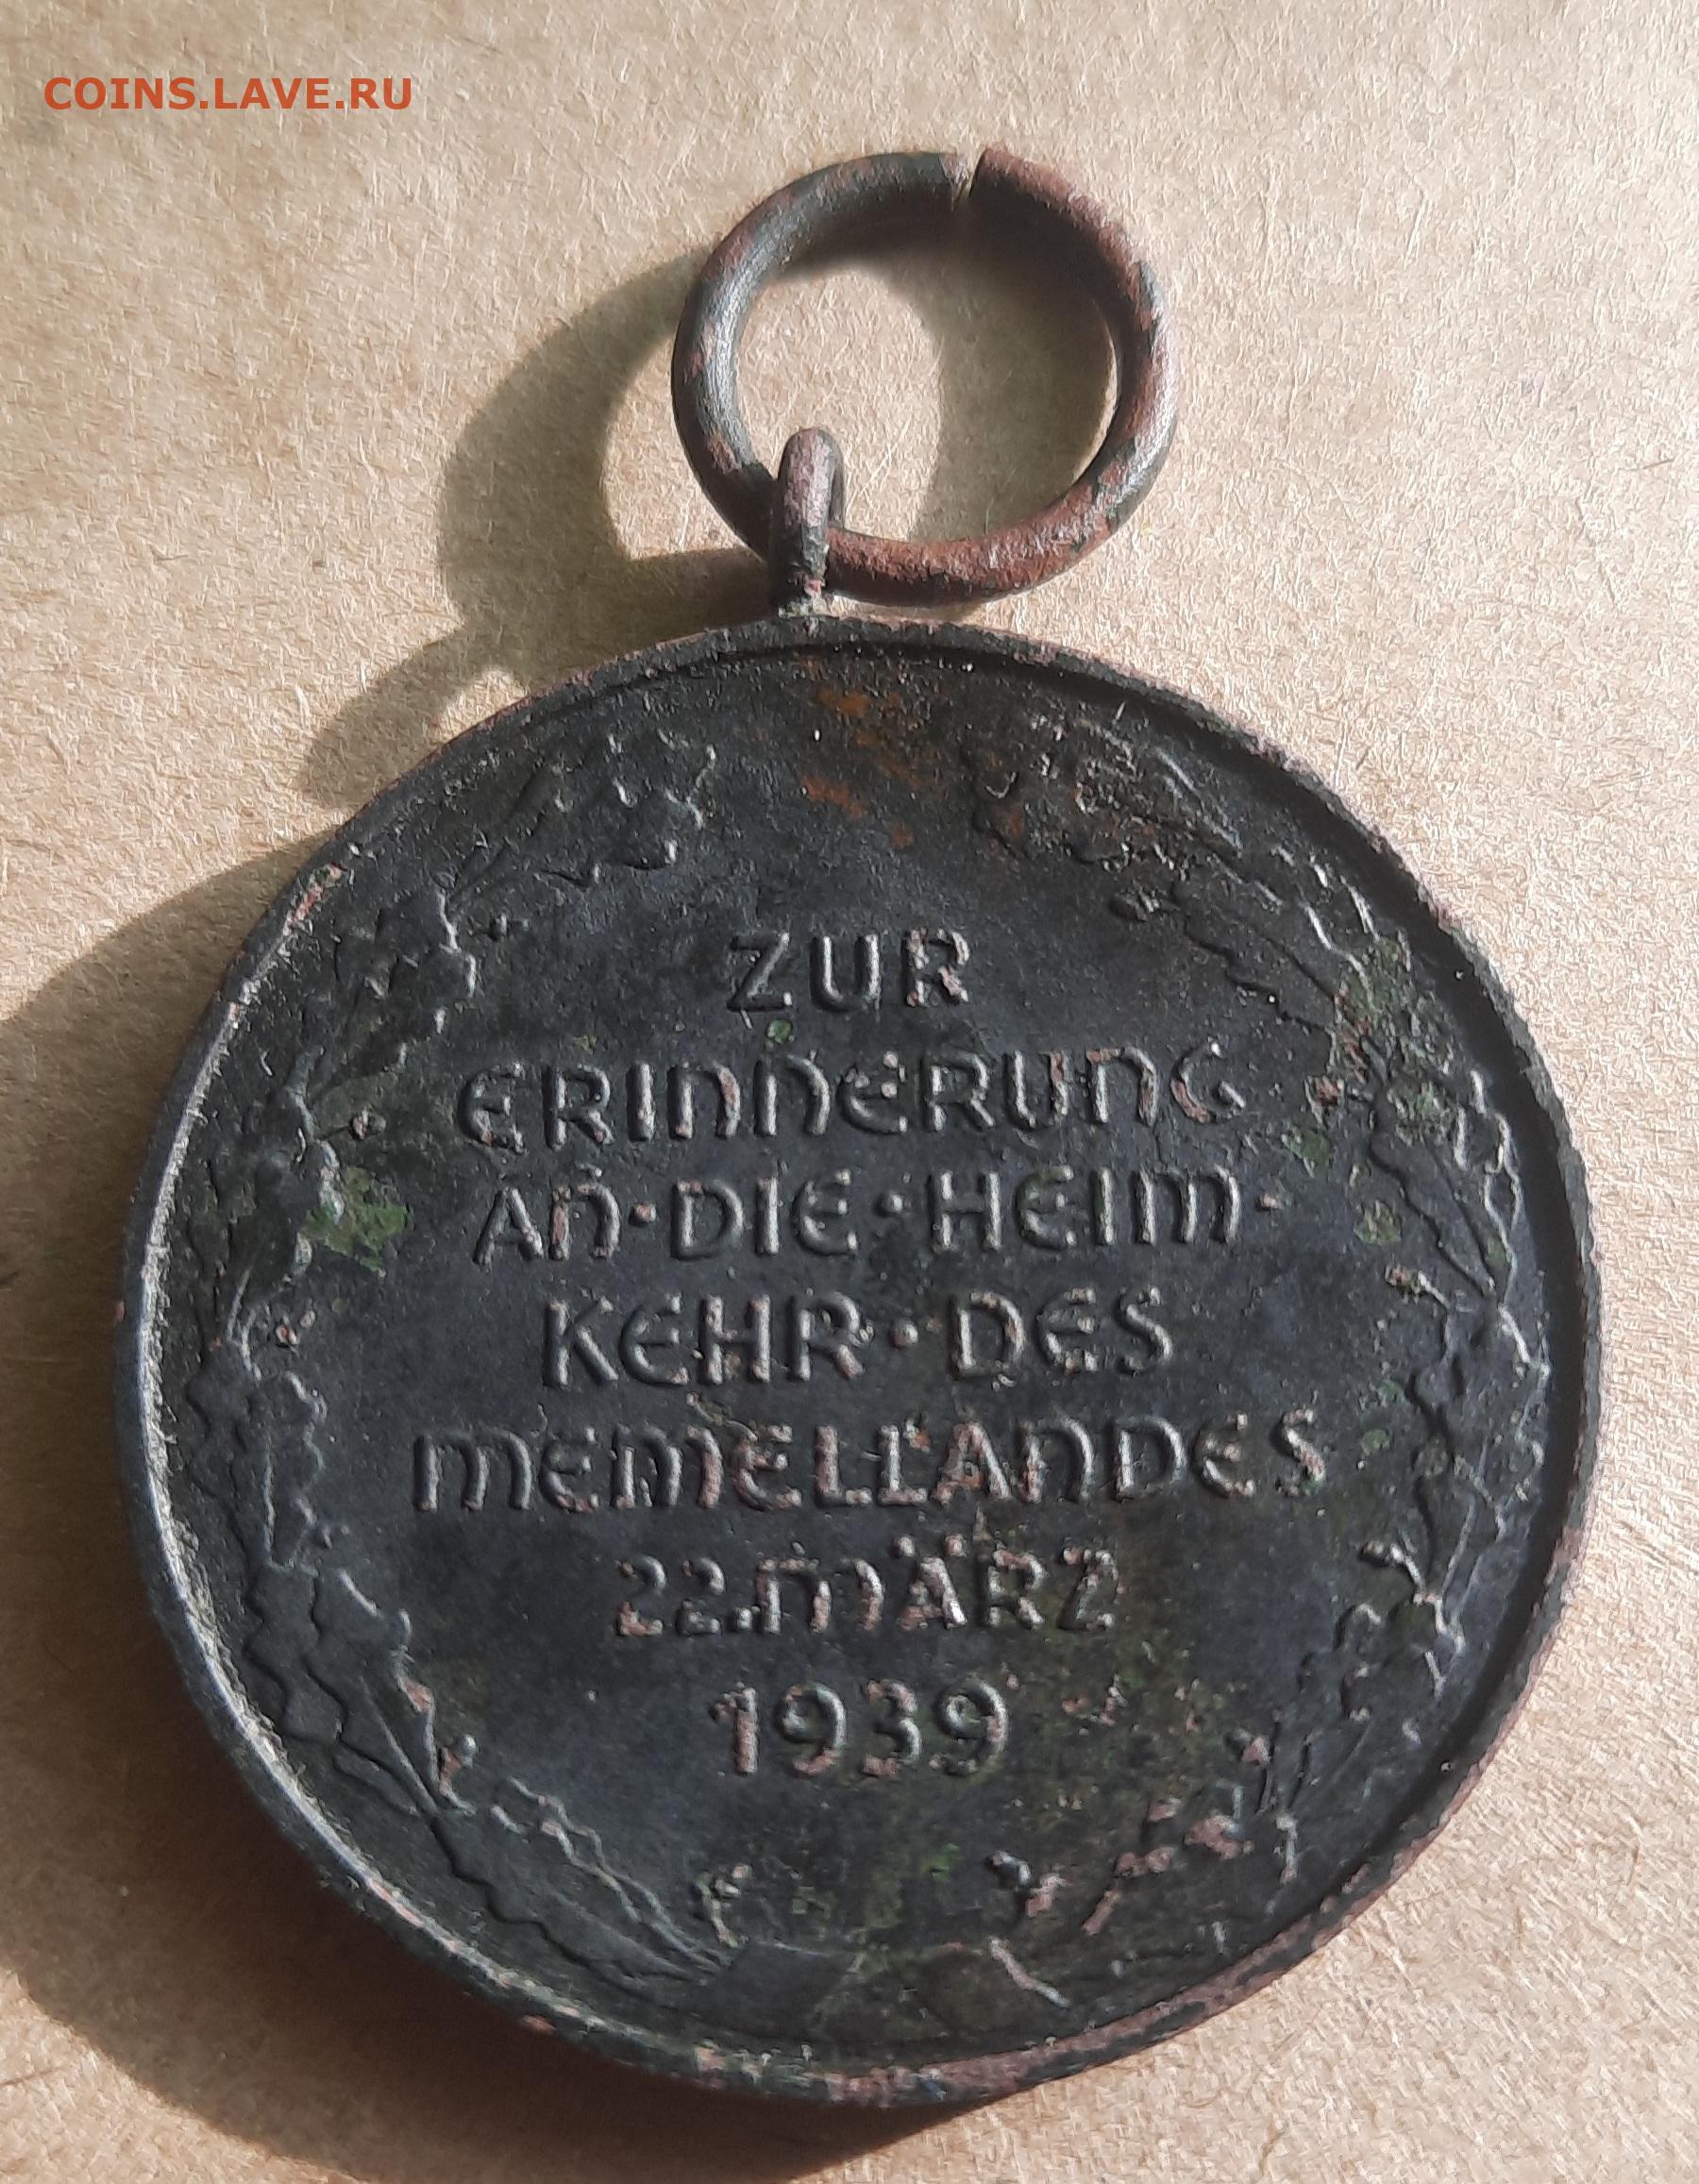 COINS.LAVE.RU
ZUR
ERINNERUNG
AN·DIE·HEIM-
KEHR·DES
MEMELLANDES
22.MÄRZ
1939